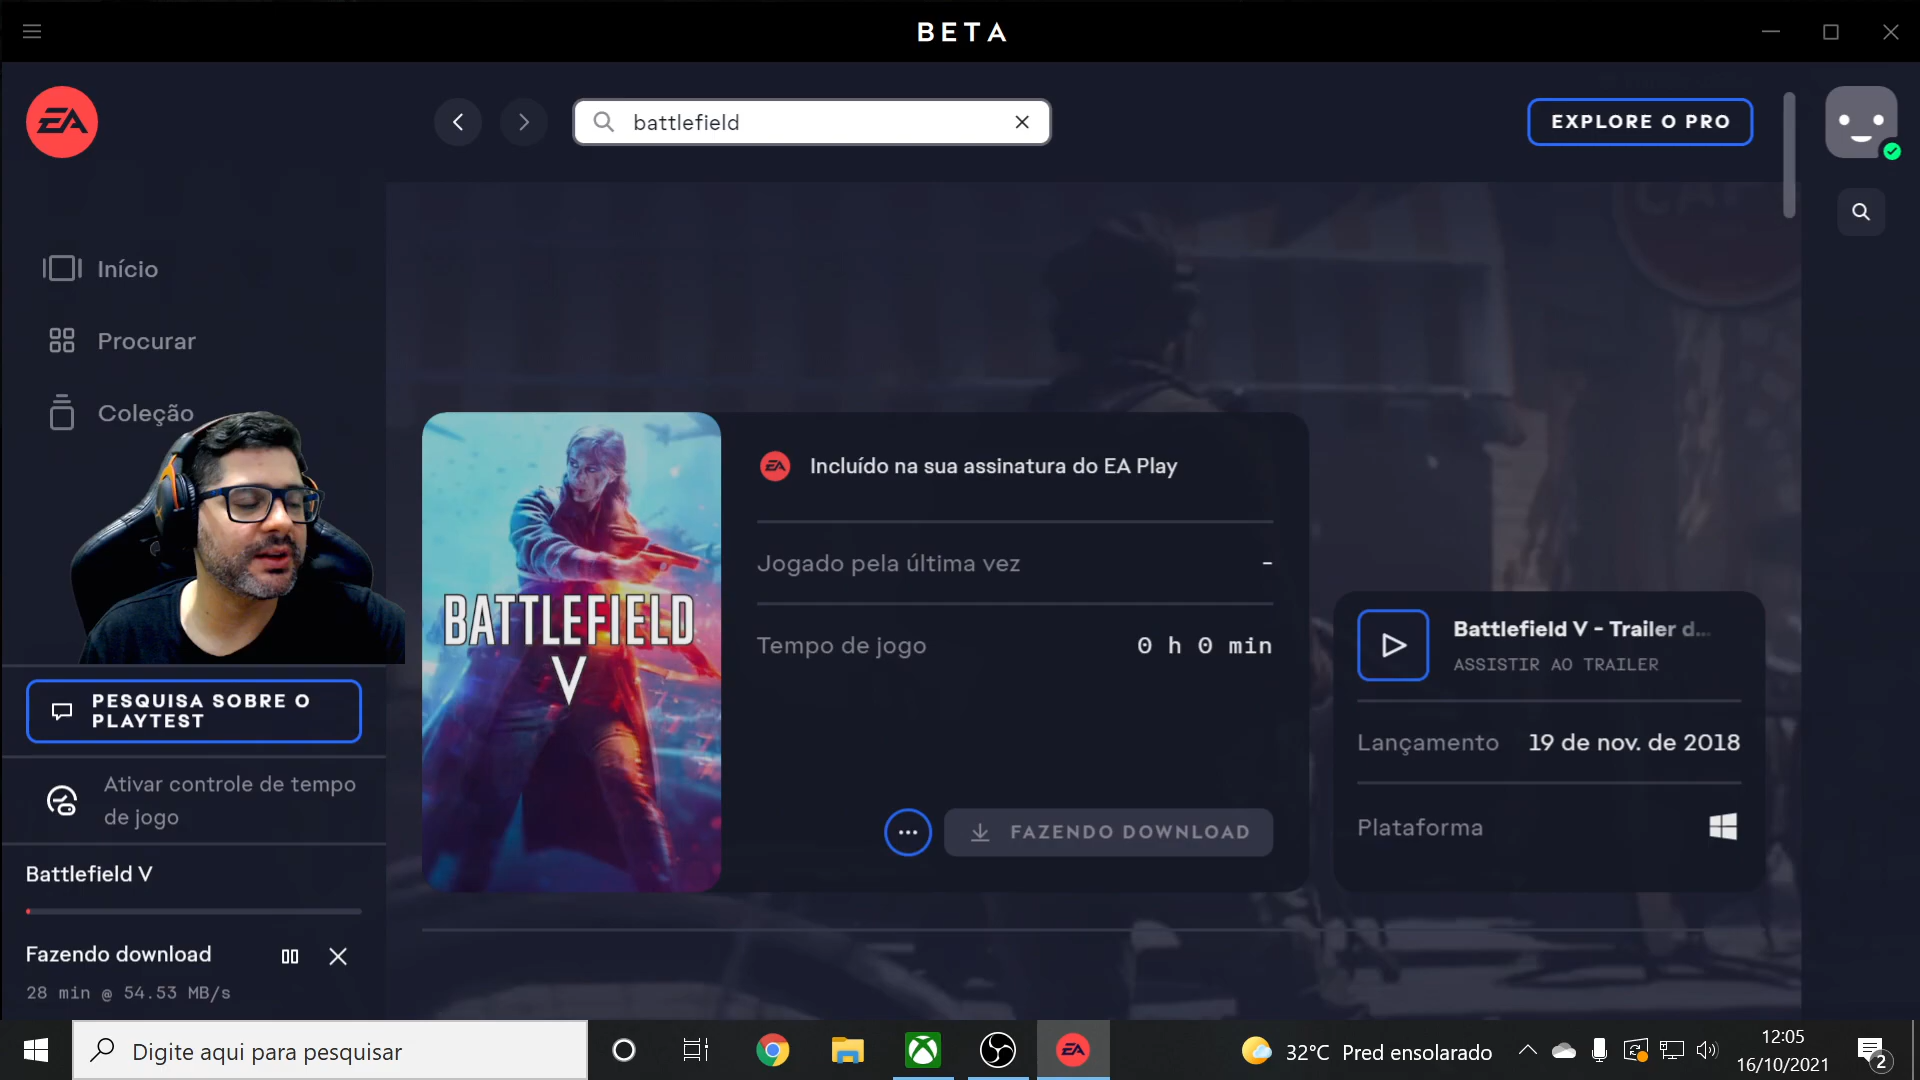 BETA
EA
battlefield
EXPLORE O PRO
Início
Procurar
Coleção
PESQUISA SOBRE O
PLAYTEST
Ativar controle de tempo
de jogo
Battlefield V
Fazendo download
28 min @ 54.53 MB/s
BATTLEFIELD
V
EA
Incluído na sua assinatura do EA Play
Jogado pela última vez
-
Tempo de jogo
0 h 0 min
FAZENDO DOWNLOAD
Battlefield V - Trailer d...
ASSISTIR AO TRAILER
Lançamento
19 de nov. de 2018
Plataforma
Digite aqui para pesquisar
EA
32°C Pred ensolarado
12:05
16/10/2021
2